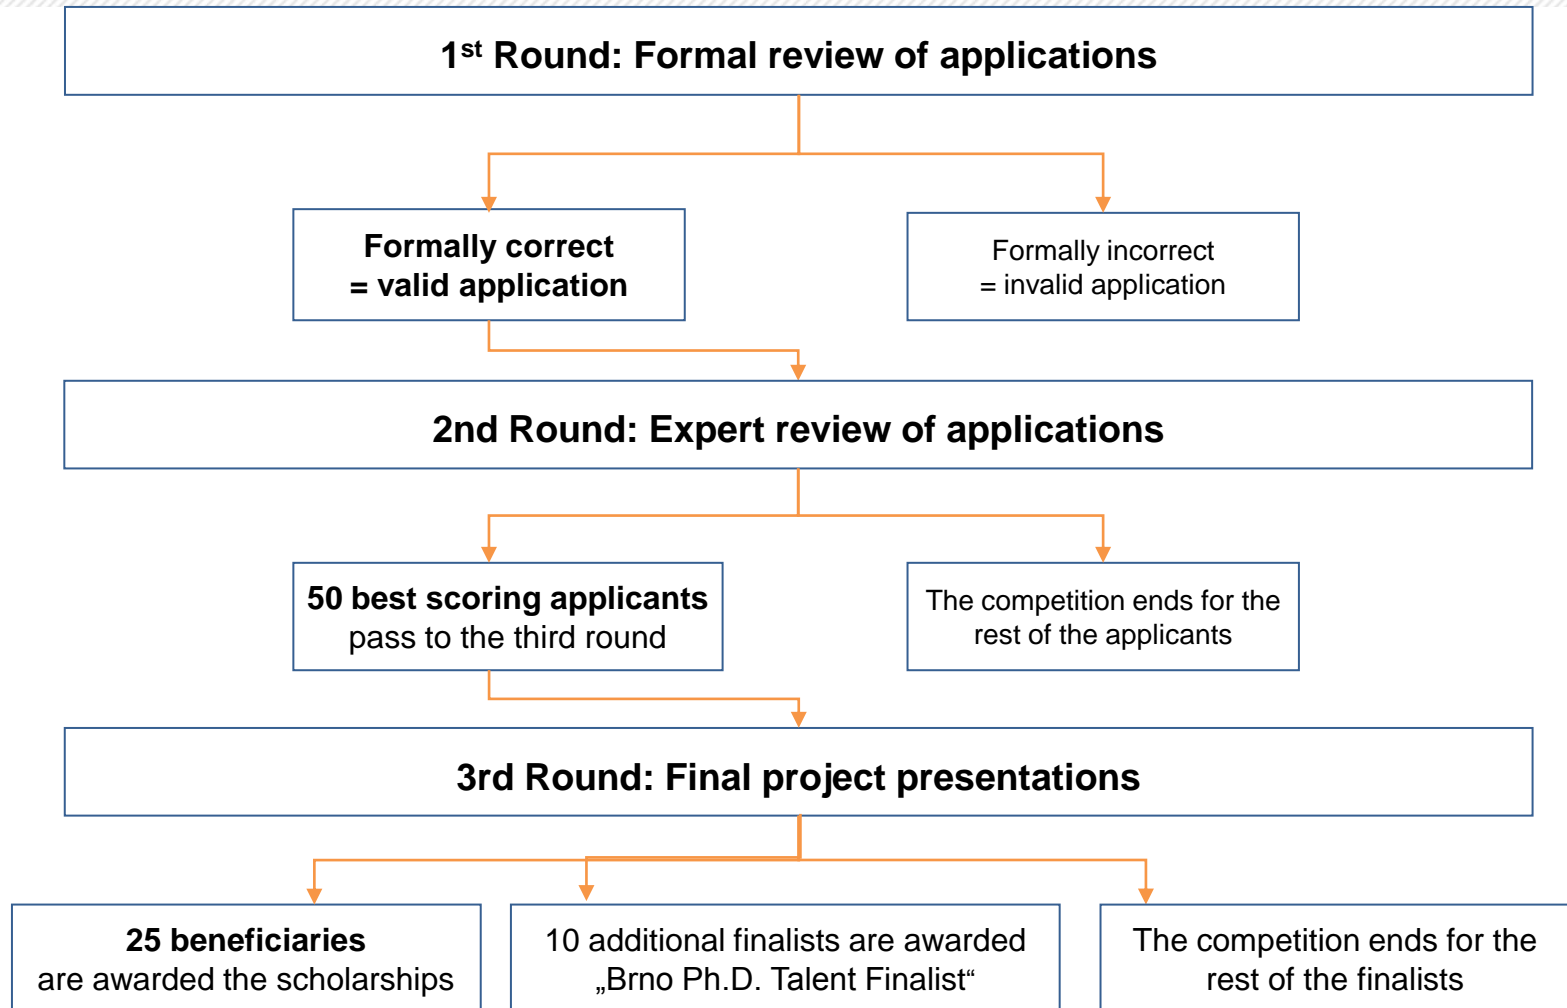 1st Round: Formal review of applications
Formally correct
= valid application
Formally incorrect
= invalid application
2nd Round: Expert review of applications
50 best scoring applicants
pass to the third round
The competition ends for the
rest of the applicants
3rd Round: Final project presentations
25 beneficiaries
are awarded the scholarships
10 additional finalists are awarded
„Brno Ph.D. Talent Finalist“
The competition ends for the
rest of the finalists